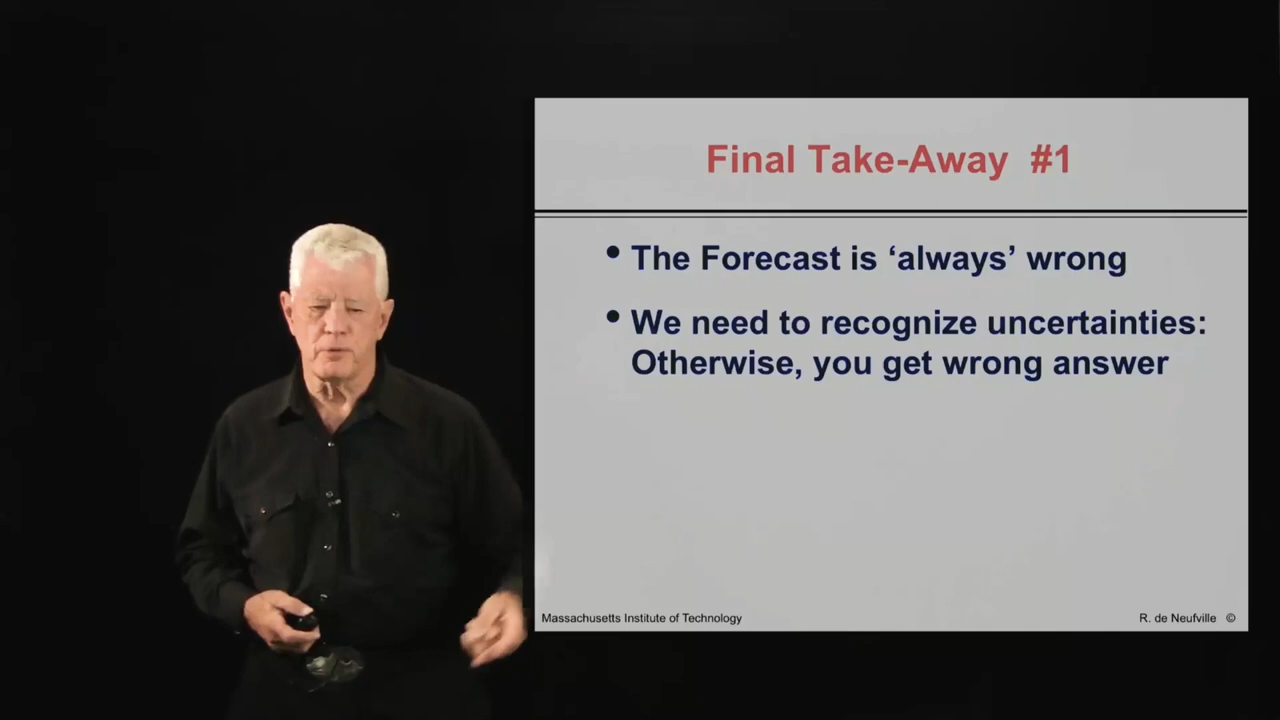 Final Take-Away #1
• The Forecast is ‘always’ wrong
• We need to recognize uncertainties:
Otherwise, you get wrong answer
Massachusetts Institute of Technology
R. de Neufville ©